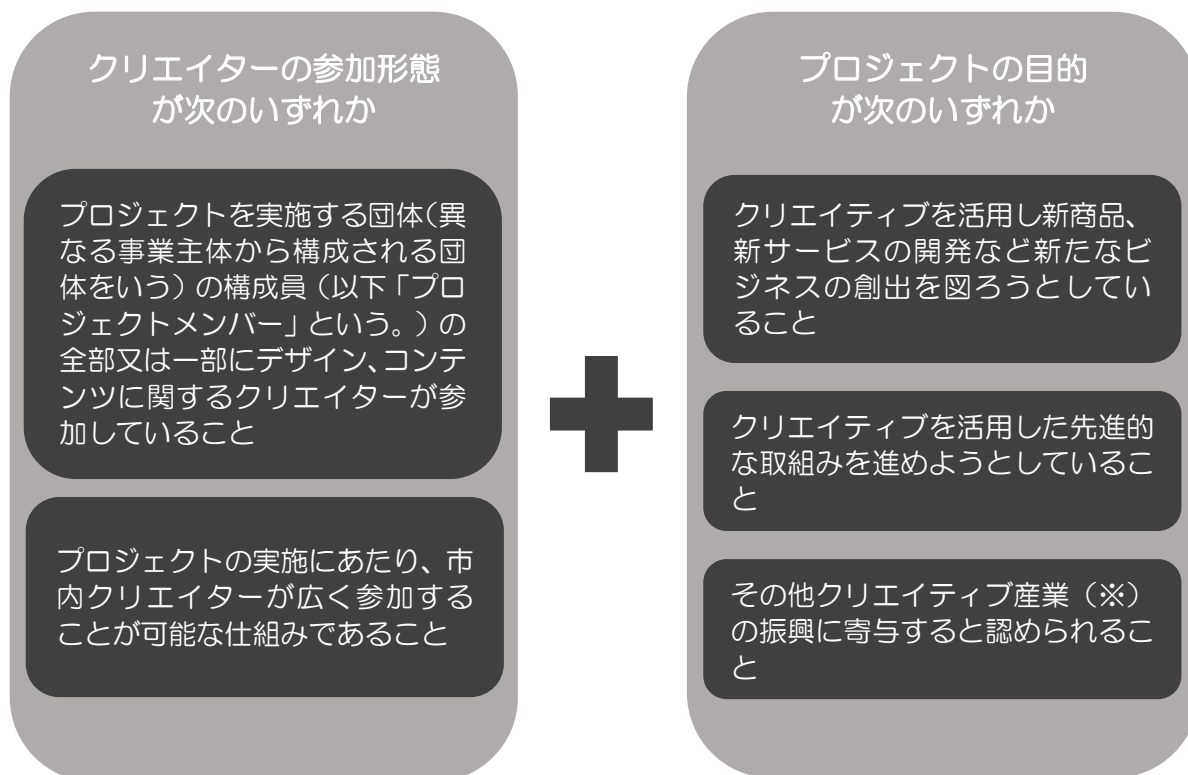 クリエイターの参加形態
が次のいずれか
プロジェクトを実施する団体（異
なる事業主体から構成される団
体をいう）の構成員（以下「プロ
ジェクトメンバー」という。）の
全部又は一部にデザイン、コンテ
ンツに関するクリエイターが参
加していること
プロジェクトの実施にあたり、市
内クリエイターが広く参加する
ことが可能な仕組みであること
プロジェクトの目的
が次のいずれか
クリエイティブを活用し新商品、
新サービスの開発など新たなビ
ジネスの創出を図ろうとしてい
ること
クリエイティブを活用した先進的
な取組みを進めようとしているこ
と
その他クリエイティブ産業（※）
の振興に寄与すると認められるこ
と